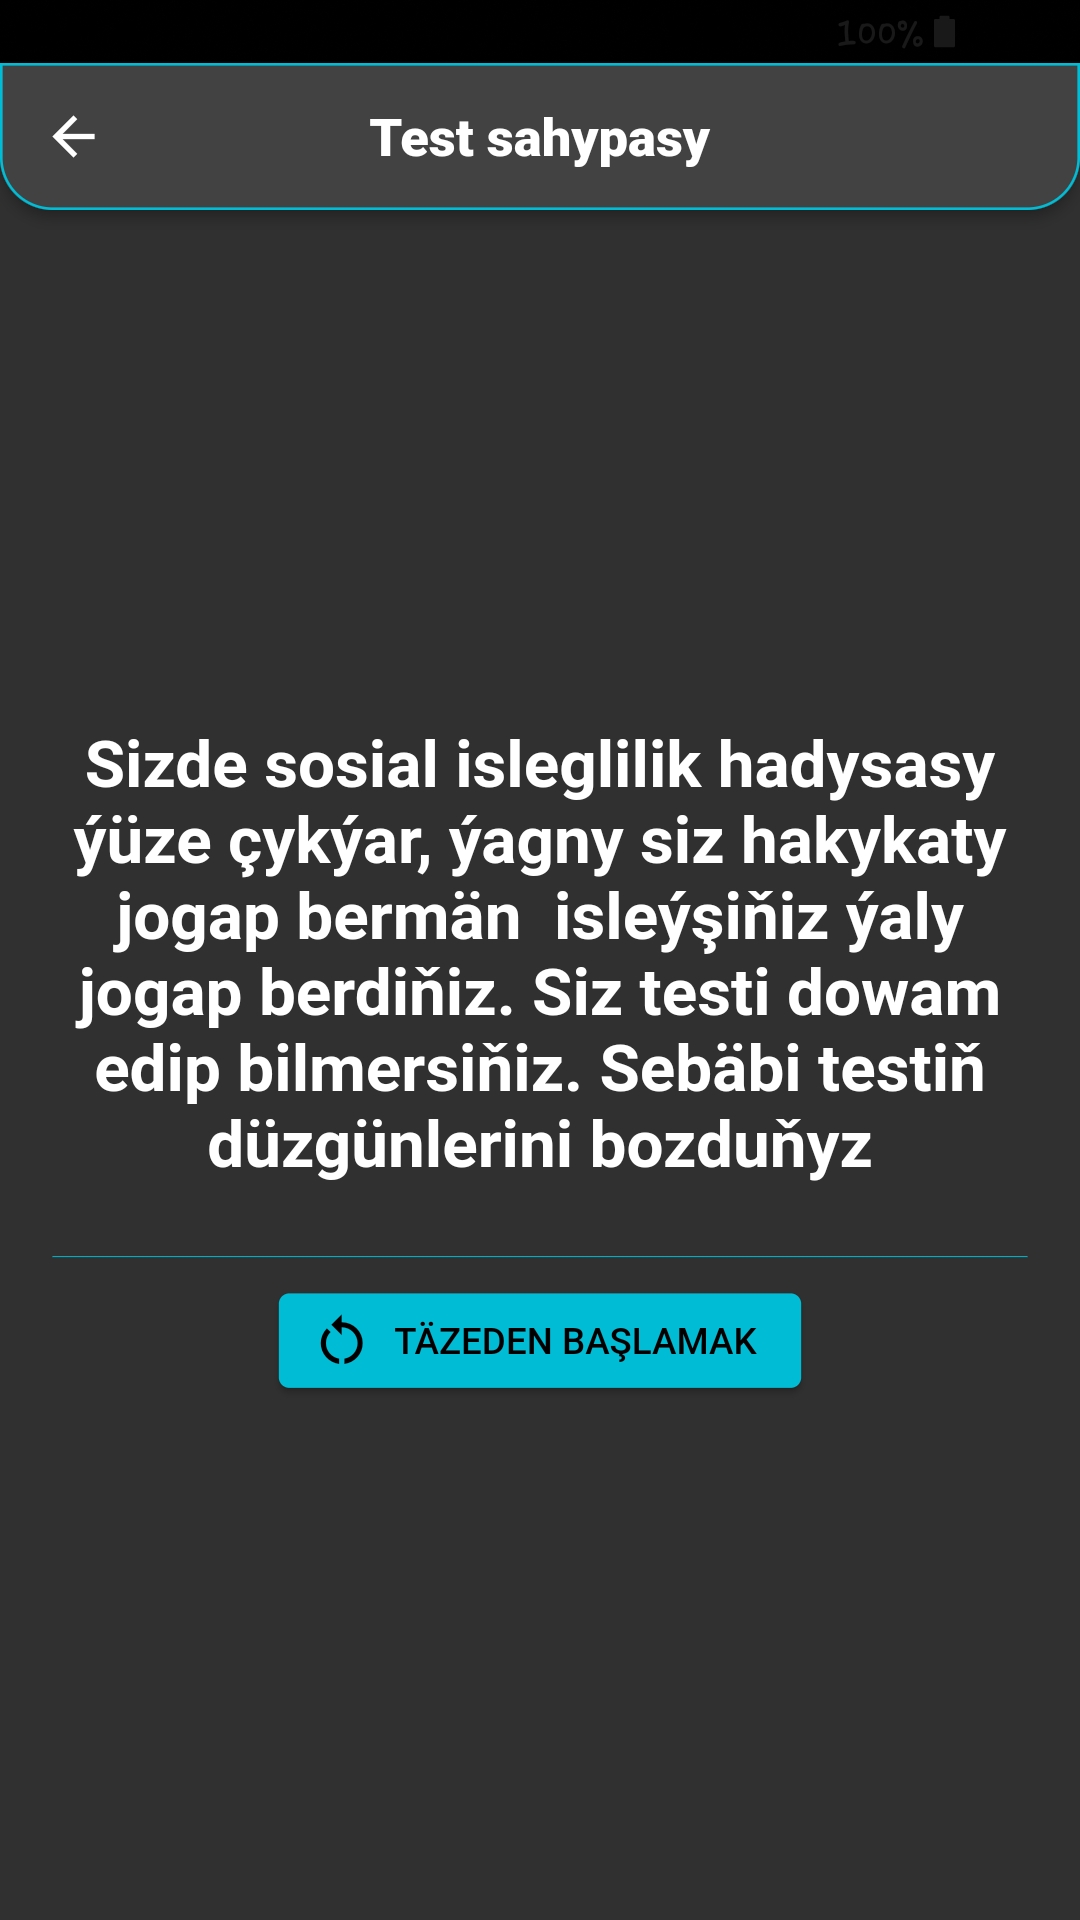 100%
Test sahypasy
Sizde sosial isleglilik hadysasy
ýüze çykýar, ýagny siz hakykaty
jogap bermän  isleýşiňiz ýaly
jogap berdiňiz. Siz testi dowam
edip bilmersiňiz. Sebäbi testiň
düzgünlerini bozduňyz
TÄZEDEN BAŞLAMAK